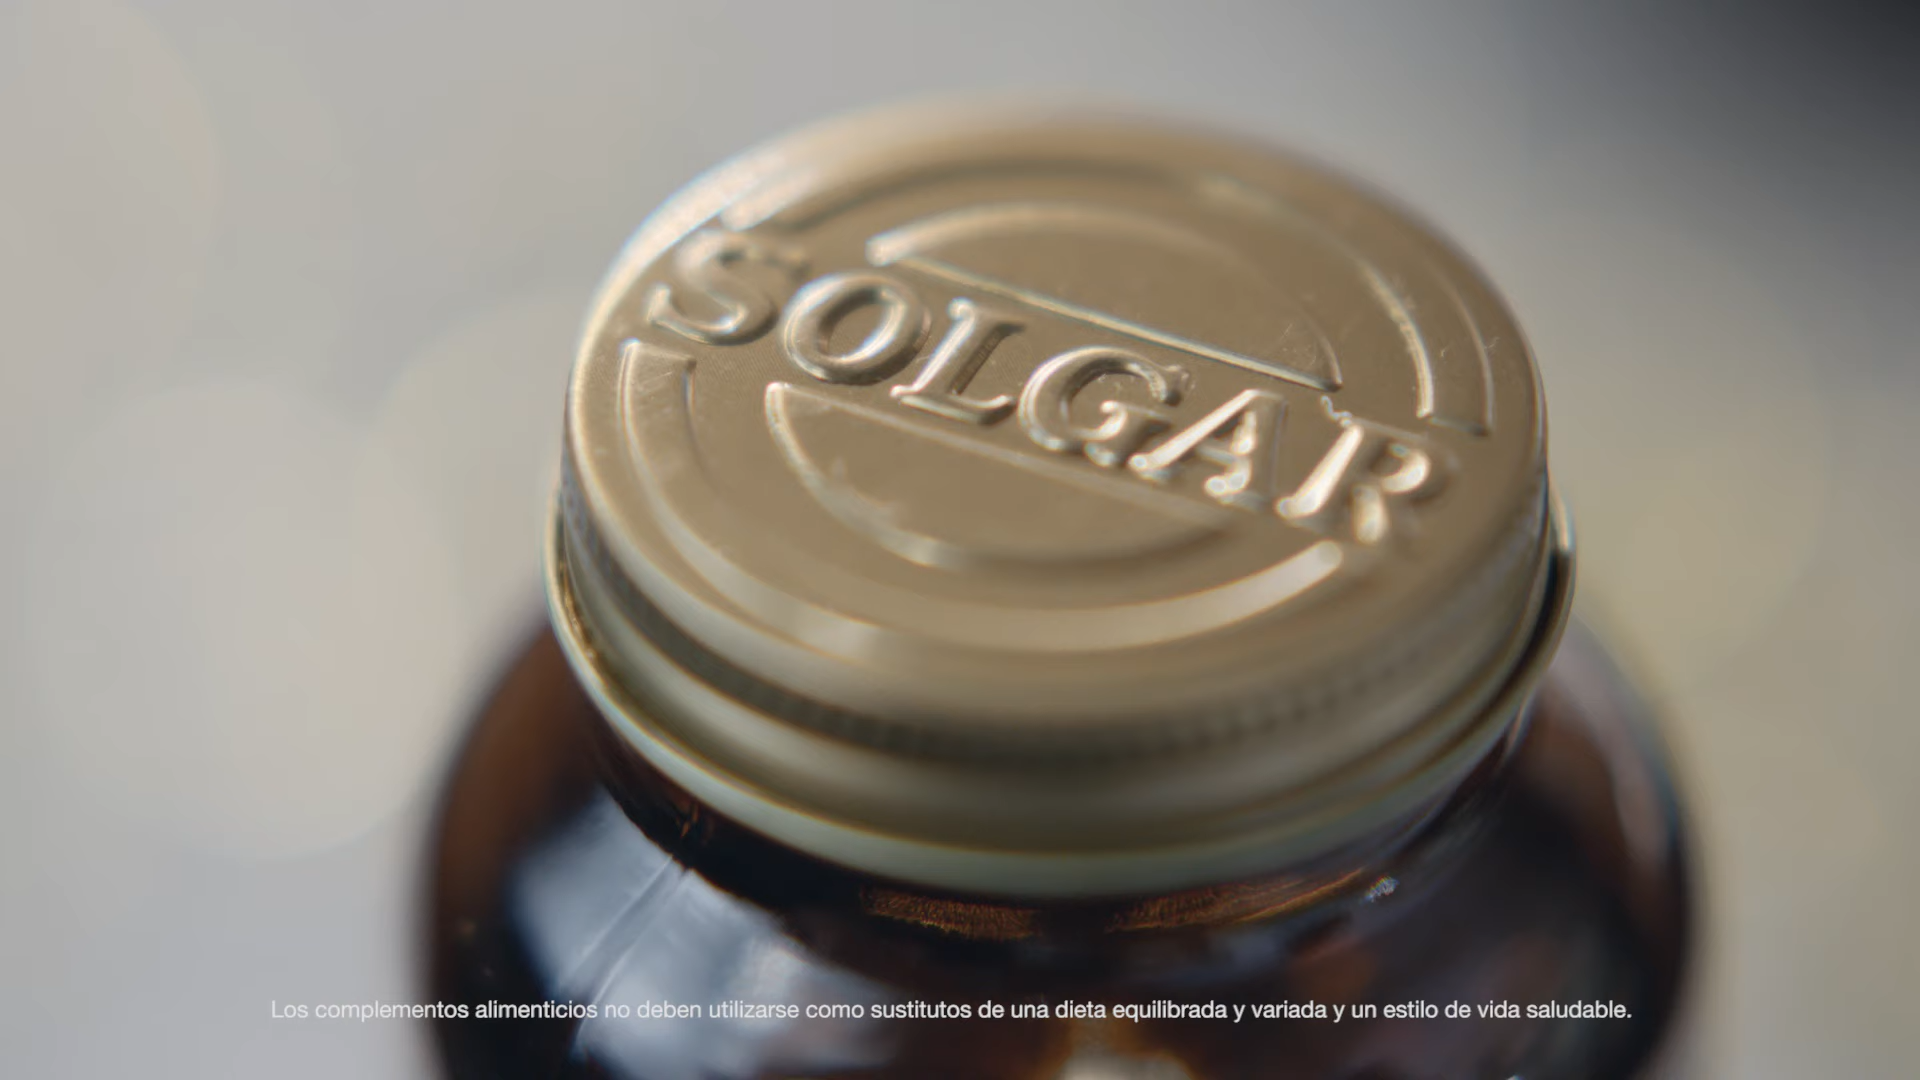 SOLGAR
Los complementos alimenticios no deben utilizarse como sustitutos de una dieta equilibrada y variada y un estilo de vida saludable.